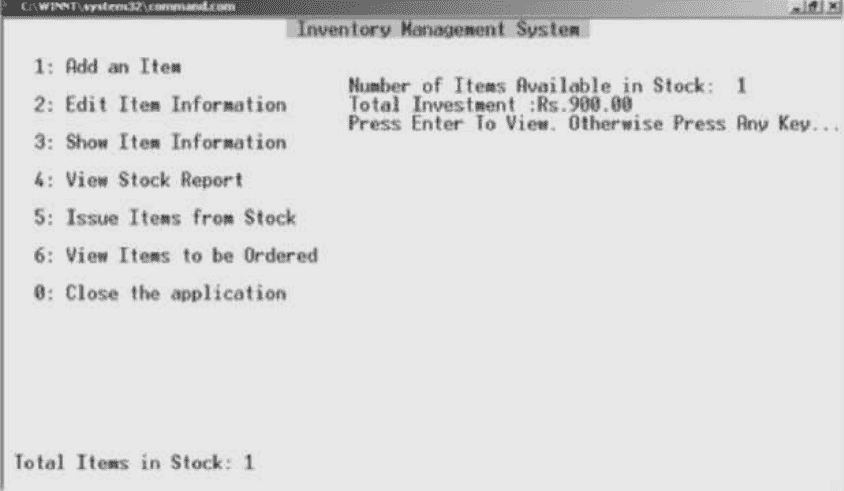 C:\WINNT\system32\command.com
Inventory Management System
1: Add an Item
Number of Items Available in Stock: 1
2: Edit Item Information
Total Investment :Rs.900.00
Press Enter To View. Otherwise Press Any Key...
3: Show Item Information
4: View Stock Report
5: Issue Items from Stock
6: View Items to be Ordered
0: Close the application
Total Items in Stock: 1